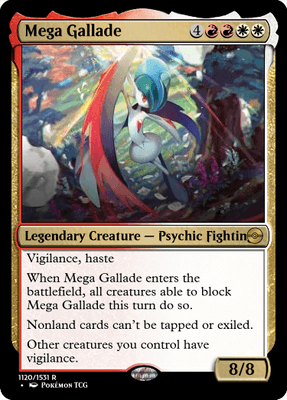 Mega Gallade 4
Legendary Creature — Psychic Fightin
Vigilance, haste
When Mega Gallade enters the
battlefield, all creatures able to block
Mega Gallade this turn do so.
Nonland cards can't be tapped or exiled.
Other creatures you control have
vigilance.
8/8
1120/1531 R
• Pokémon TCG